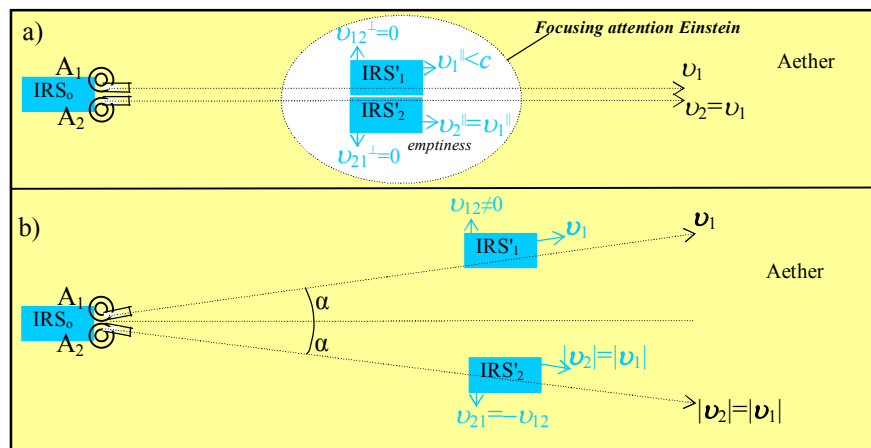 a)
υ₁₂⊥=0
Focusing attention Einstein
Aether
A₁
IRSₒ
A₂
IRS'₁
υ₁∥<c
υ₁
IRS'₂
υ₂∥=υ₁∥
υ₂=υ₁
υ₂₁⊥=0
emptiness
b)
υ₁₂≠0
IRS'₁
υ₁
υ₁
Aether
A₁
IRSₒ
A₂
α
α
IRS'₂
|υ₂|=|υ₁|
υ₂₁=−υ₁₂
|υ₂|=|υ₁|